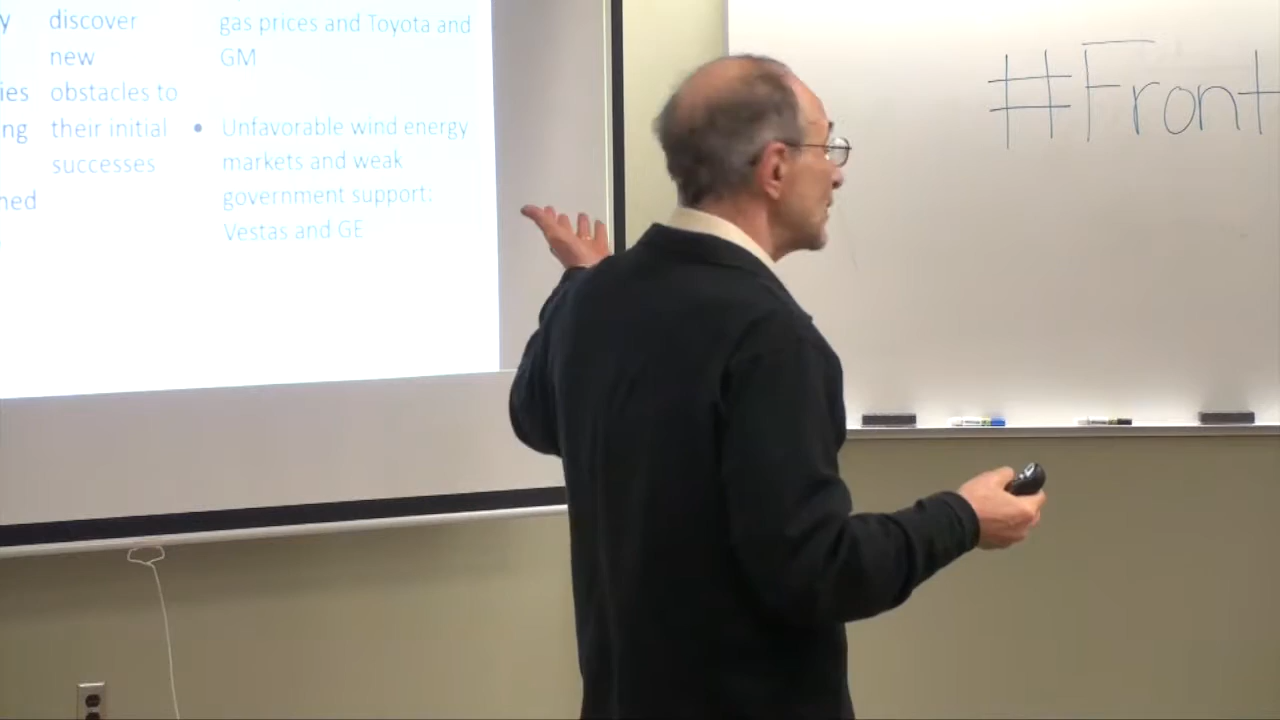 discover
new
obstacles to
their initial
successes
gas prices and Toyota and
GM
• Unfavorable wind energy
markets and weak
government support:
Vestas and GE
#Front